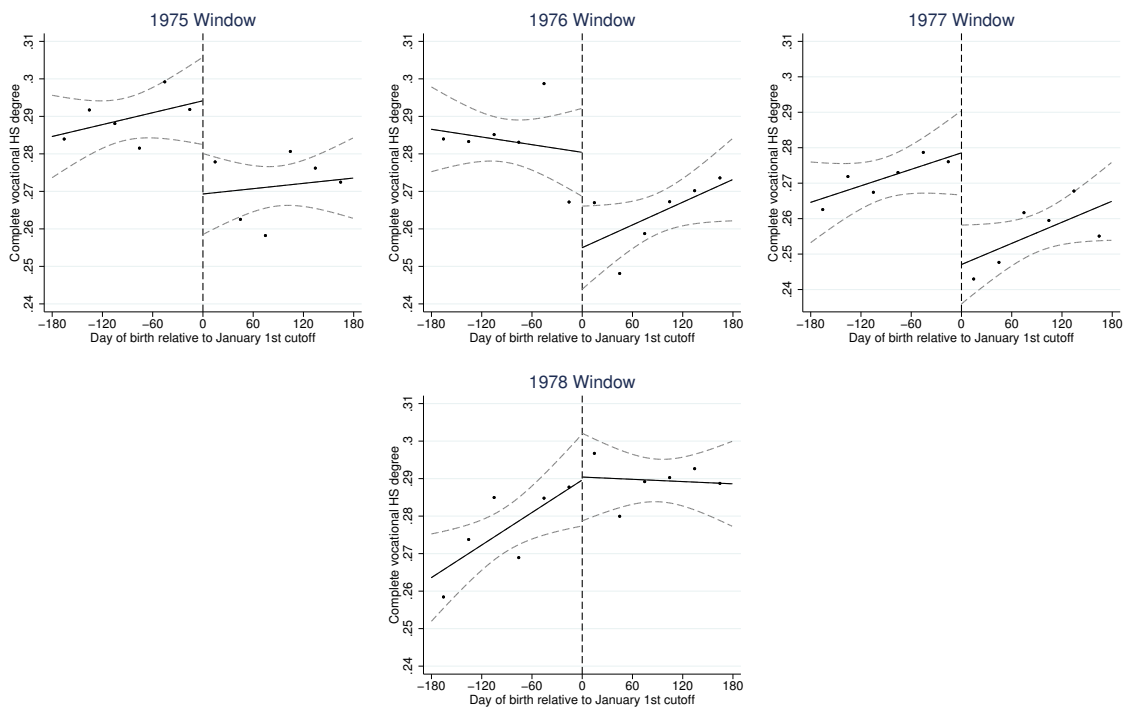 1975 Window
Complete vocational HS degree
.31
.3
.29
.28
.27
.26
.25
.24
−180 −120 −60 0 60 120 180
Day of birth relative to January 1st cutoff
1976 Window
Complete vocational HS degree
.31
.3
.29
.28
.27
.26
.25
.24
−180 −120 −60 0 60 120 180
Day of birth relative to January 1st cutoff
1977 Window
Complete vocational HS degree
.31
.3
.29
.28
.27
.26
.25
.24
−180 −120 −60 0 60 120 180
Day of birth relative to January 1st cutoff
1978 Window
Complete vocational HS degree
.31
.3
.29
.28
.27
.26
.25
.24
−180 −120 −60 0 60 120 180
Day of birth relative to January 1st cutoff